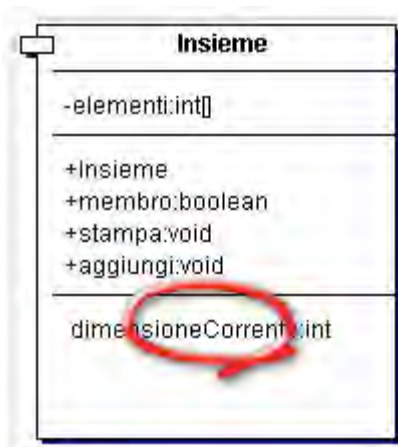 Insieme
-elementi:int[]
+Insieme
+membro:boolean
+stampa:void
+aggiungi:void
dimensioneCorrente:int